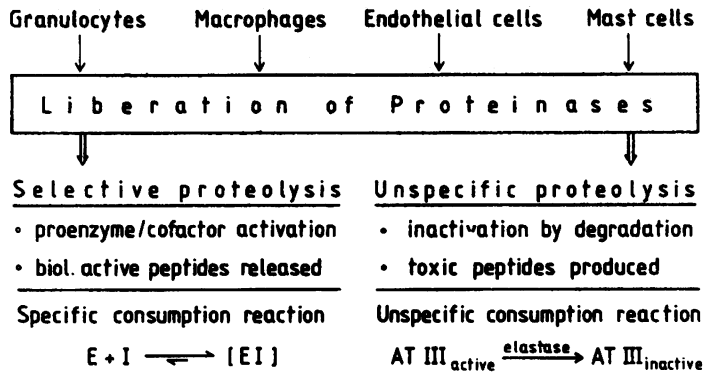 Granulocytes Macrophages Endothelial cells Mast cells
Liberation of Proteinases
Selective proteolysis
• proenzyme/cofactor activation
• biol. active peptides released
Specific consumption reaction
E + I ⇌ [EI]
Unspecific proteolysis
• inactivation by degradation
• toxic peptides produced
Unspecific consumption reaction
AT III active elastase → AT III inactive